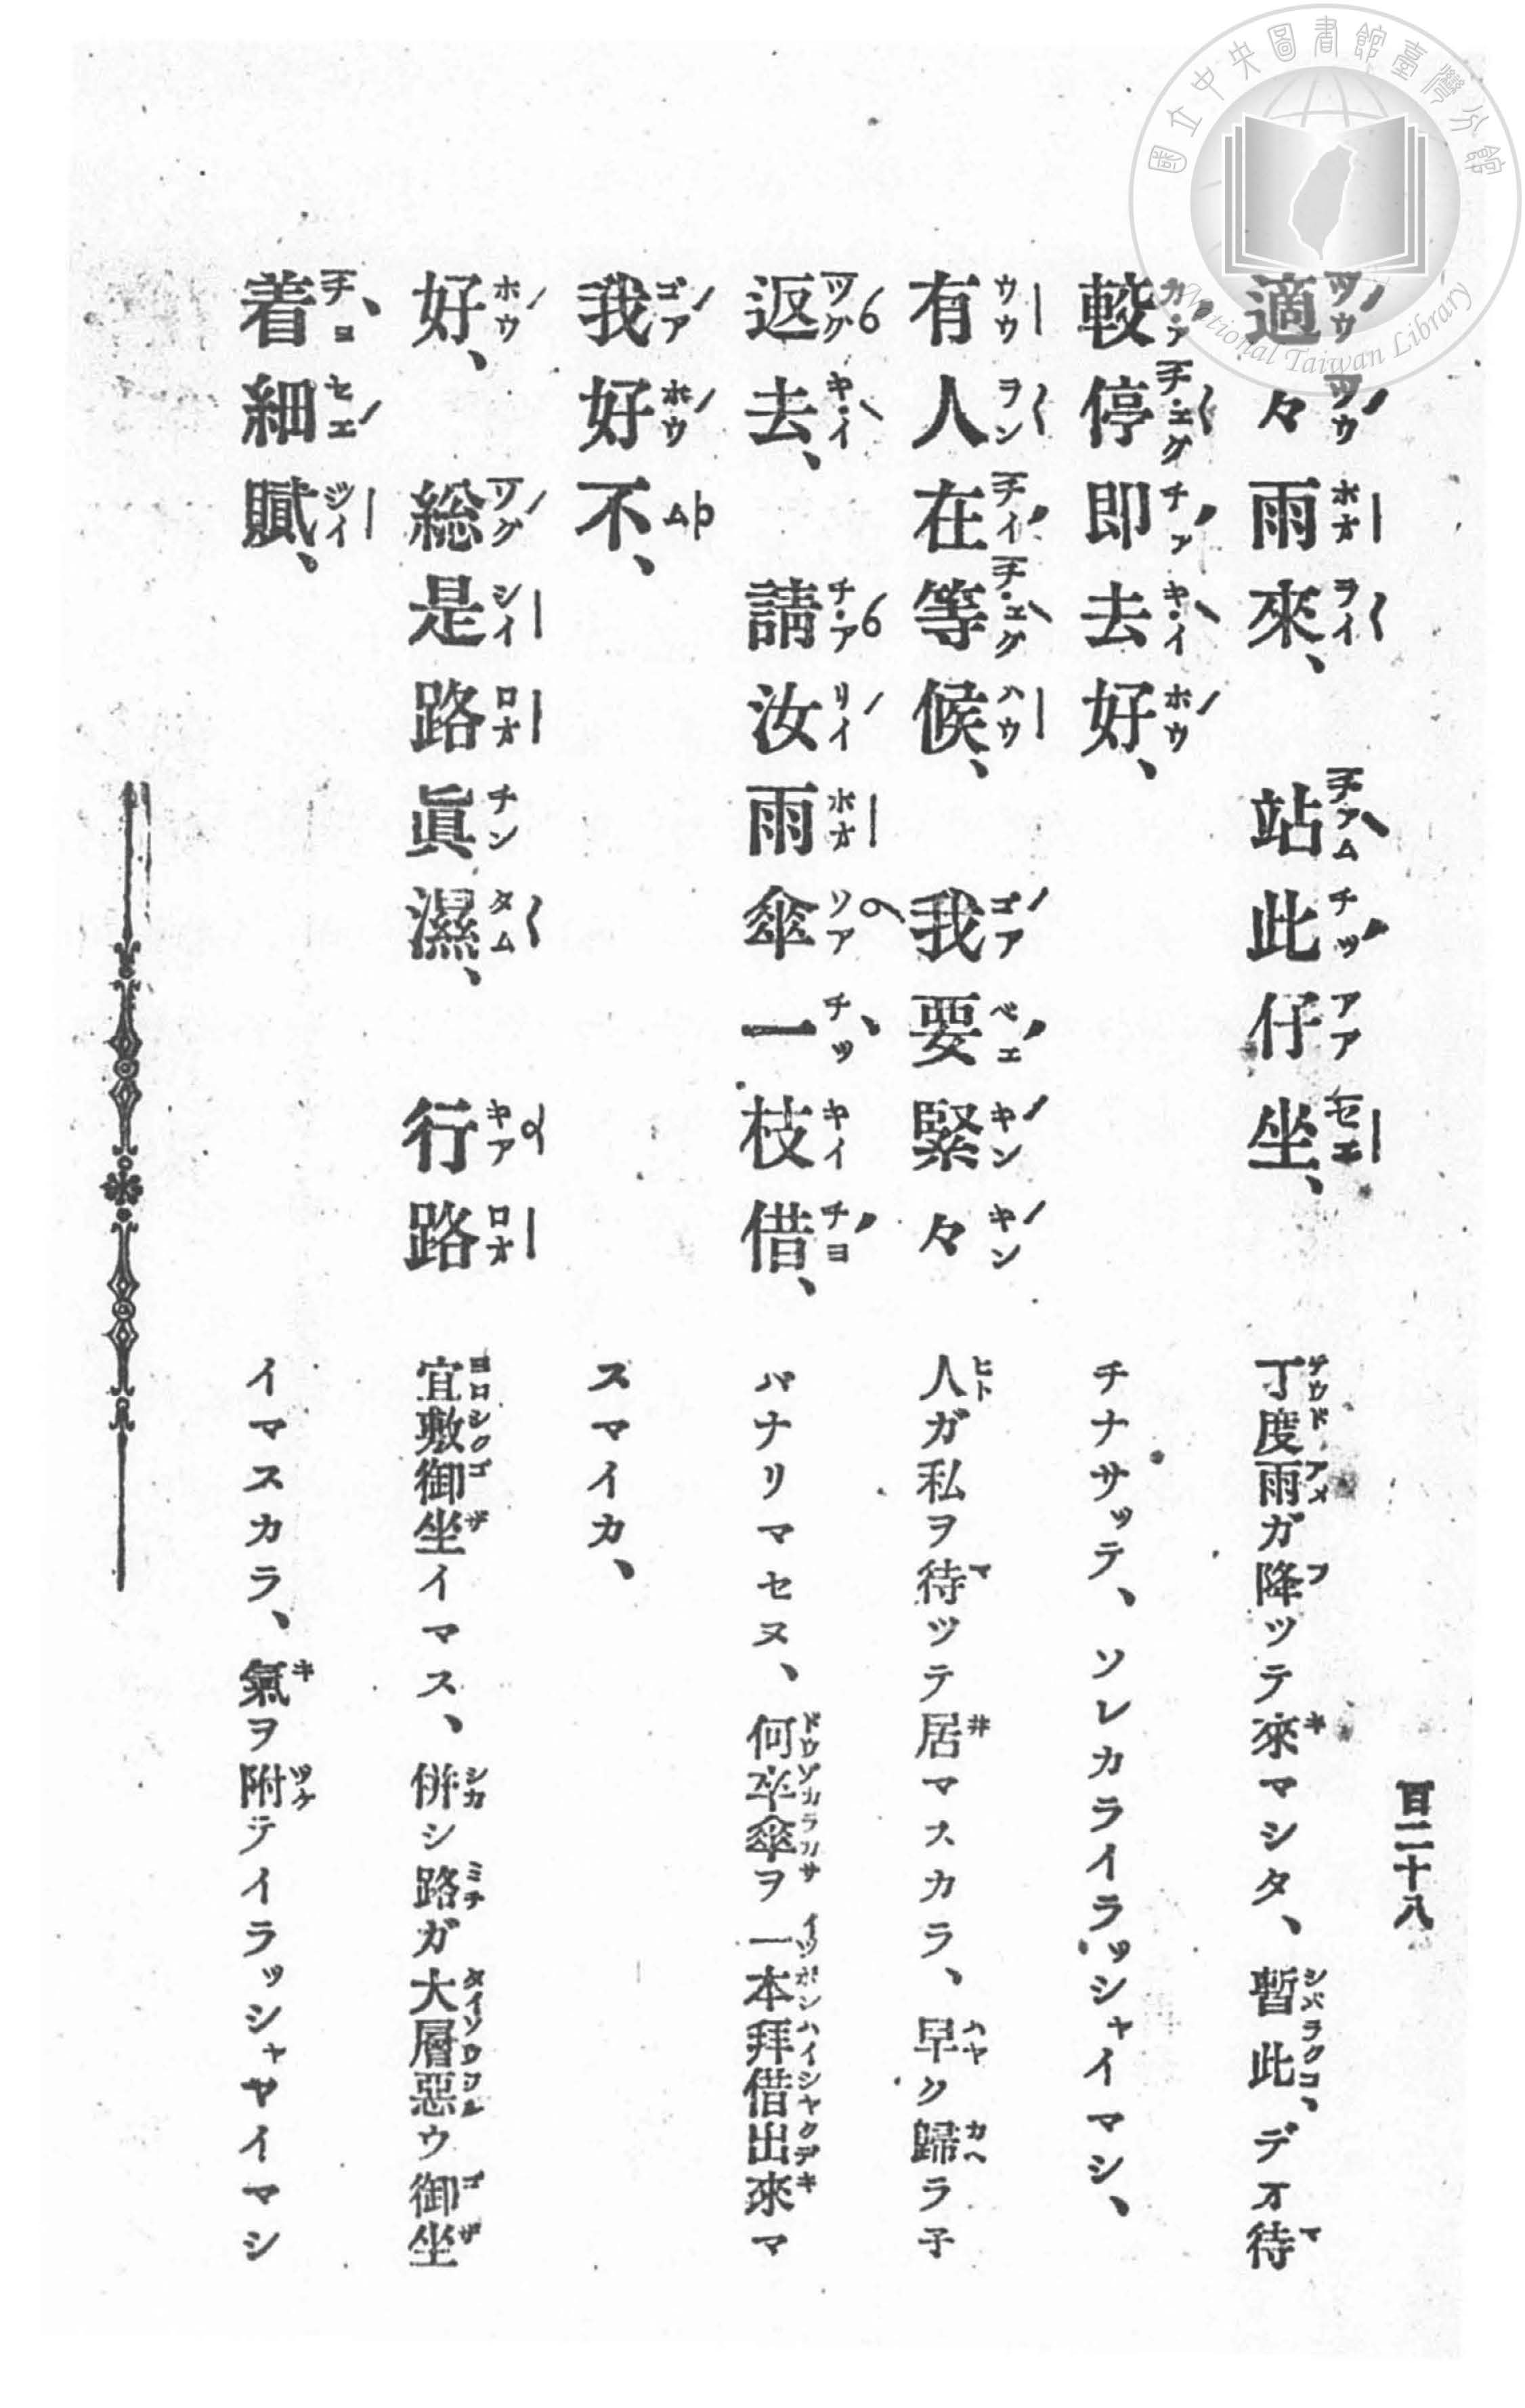 國立中央圖書館臺灣分館
National Taiwan Library
百二十八
適々雨來、 站此仔坐、
丁度雨ガ降ツテ來マシタ、暫此、デオ待
較停即去好、
チナサッテ、ソレカライラッシャイマシ、
有人在等候、 我要緊々
人ガ私ヲ待ツテ居マスカラ、早ク歸ラ子
返去、 請汝雨傘一枝借、
バナリマセヌ、何卒傘ヲ一本拜借出來マ
我好不、
スマイカ、
好、 総是路眞濕、 行路
宜敷御坐イマス、併シ路ガ大層惡ウ御坐
着細膩、
イマスカラ、氣ヲ附テイラッシャイマシ